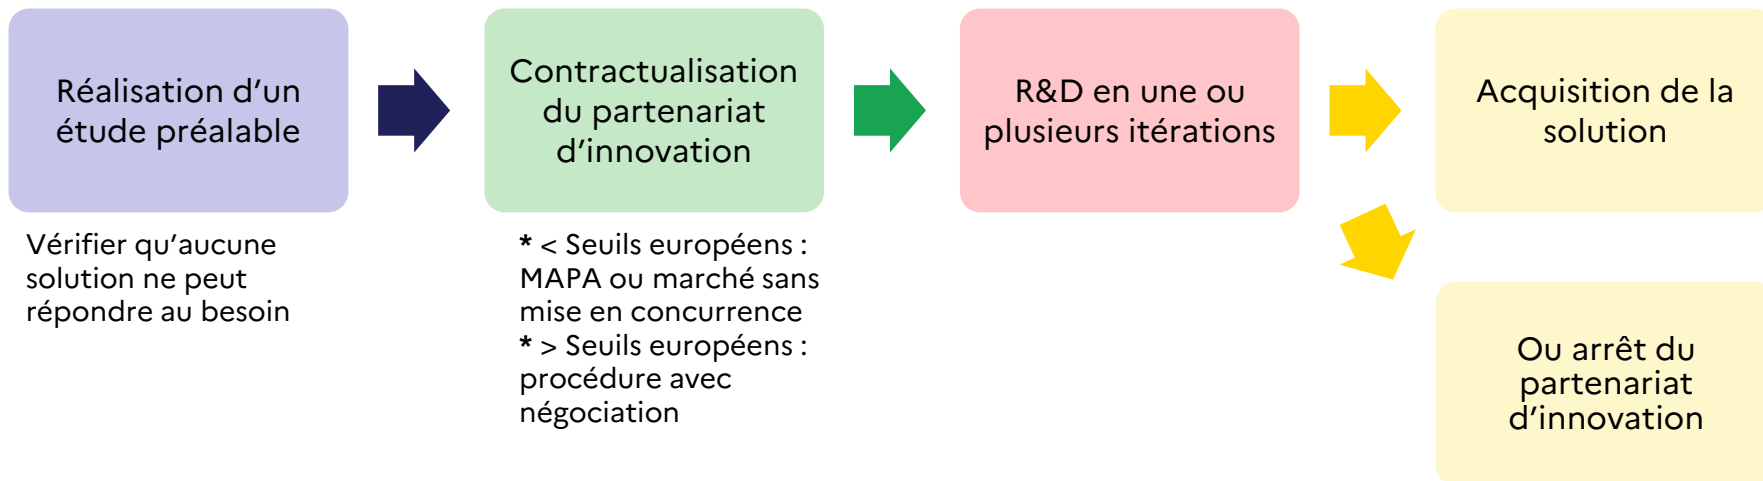 Réalisation d’un
étude préalable
Vérifier qu’aucune
solution ne peut
répondre au besoin
Contractualisation
du partenariat
d’innovation
* < Seuils européens :
MAPA ou marché sans
mise en concurrence
* > Seuils européens :
procédure avec
négociation
R&D en une ou
plusieurs itérations
Acquisition de la
solution
Ou arrêt du
partenariat
d’innovation